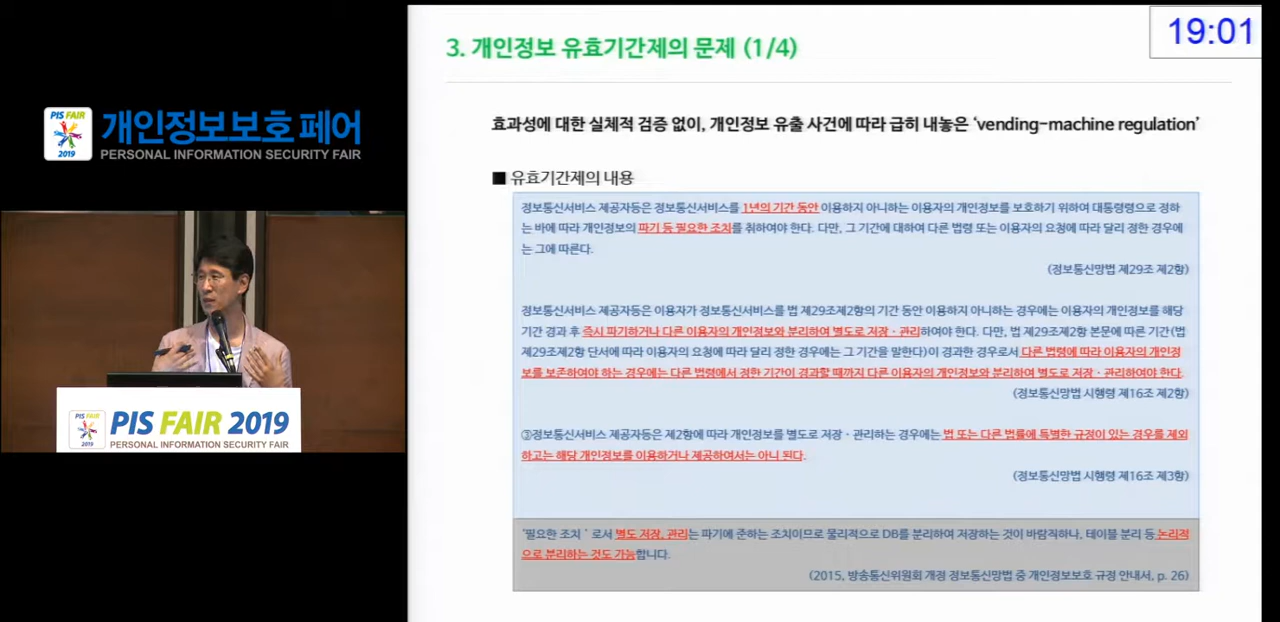 PIS FAIR
2019
개인정보보호 페어
PERSONAL INFORMATION SECURITY FAIR
PIS FAIR
2019
PIS FAIR 2019
PERSONAL INFORMATION SECURITY FAIR
19:01
3. 개인정보 유효기간제의 문제 (1/4)
효과성에 대한 실체적 검증 없이, 개인정보 유출 사건에 따라 급히 내놓은 ‘vending-machine regulation’
■ 유효기간제의 내용
정보통신서비스 제공자등은 정보통신서비스를 1년의 기간 동안 이용하지 아니하는 이용자의 개인정보를 보호하기 위하여 대통령령으로 정하
는 바에 따라 개인정보의 파기 등 필요한 조치를 취하여야 한다. 다만, 그 기간에 대하여 다른 법령 또는 이용자의 요청에 따라 달리 정한 경우에
는 그에 따른다.
(정보통신망법 제29조 제2항)
정보통신서비스 제공자등은 이용자가 정보통신서비스를 법 제29조제2항의 기간 동안 이용하지 아니하는 경우에는 이용자의 개인정보를 해당
기간 경과 후 즉시 파기하거나 다른 이용자의 개인정보와 분리하여 별도로 저장ㆍ관리하여야 한다. 다만, 법 제29조제2항 본문에 따른 기간(법
제29조제2항 단서에 따라 이용자의 요청에 따라 달리 정한 경우에는 그 기간을 말한다)이 경과한 경우로서 다른 법령에 따라 이용자의 개인정
보를 보존하여야 하는 경우에는 다른 법령에서 정한 기간이 경과할 때까지 다른 이용자의 개인정보와 분리하여 별도로 저장ㆍ관리하여야 한다.
(정보통신망법 시행령 제16조 제2항)
③정보통신서비스 제공자등은 제2항에 따라 개인정보를 별도로 저장ㆍ관리하는 경우에는 법 또는 다른 법률에 특별한 규정이 있는 경우를 제외
하고는 해당 개인정보를 이용하거나 제공하여서는 아니 된다.
(정보통신망법 시행령 제16조 제3항)
‘필요한 조치 ’ 로서 별도 저장, 관리는 파기에 준하는 조치이므로 물리적으로 DB를 분리하여 저장하는 것이 바람직하나, 테이블 분리 등 논리적
으로 분리하는 것도 가능합니다.
(2015, 방송통신위원회 개정 정보통신망법 중 개인정보보호 규정 안내서, p. 26)